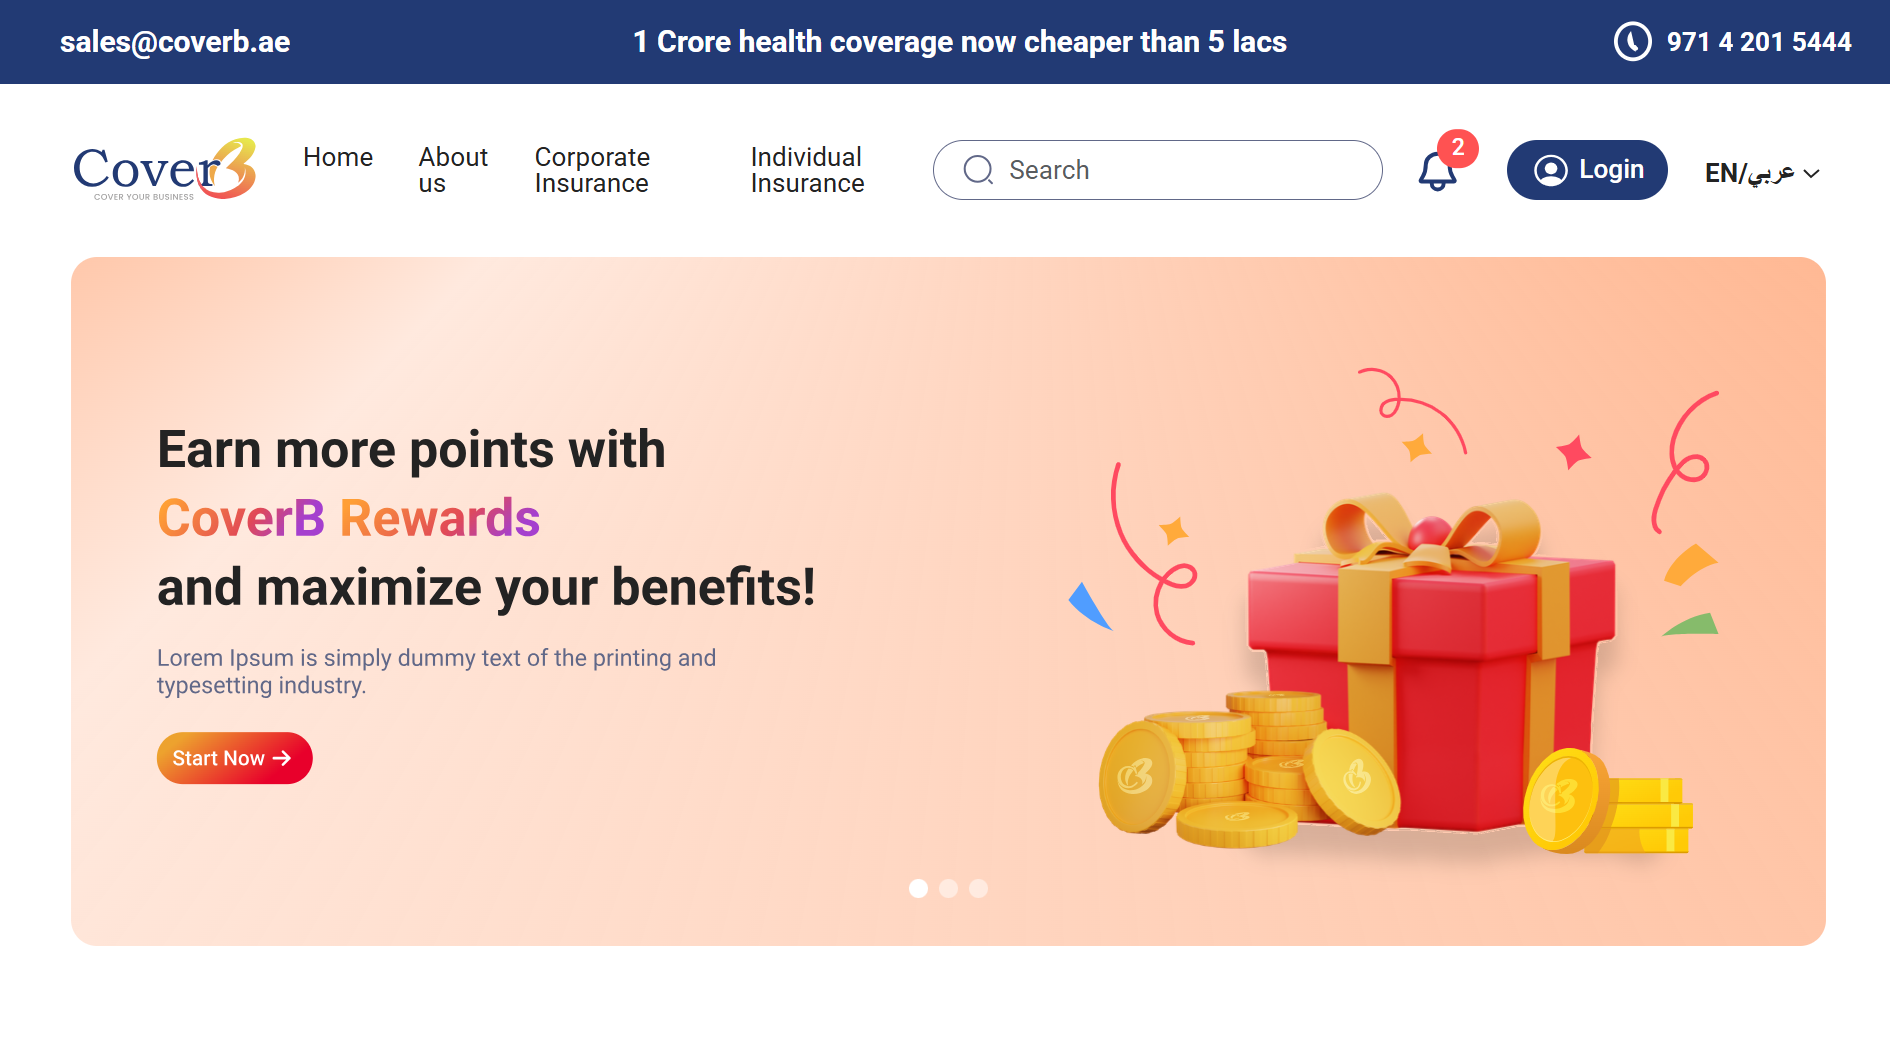 sales@coverb.ae
1 Crore health coverage now cheaper than 5 lacs
971 4 201 5444
CoverB
COVER YOUR BUSINESS
Home
About
us
Corporate
Insurance
Individual
Insurance
Search
2
Login
EN/عربي
Earn more points with
CoverB Rewards
and maximize your benefits!
Lorem Ipsum is simply dummy text of the printing and
typesetting industry.
Start Now